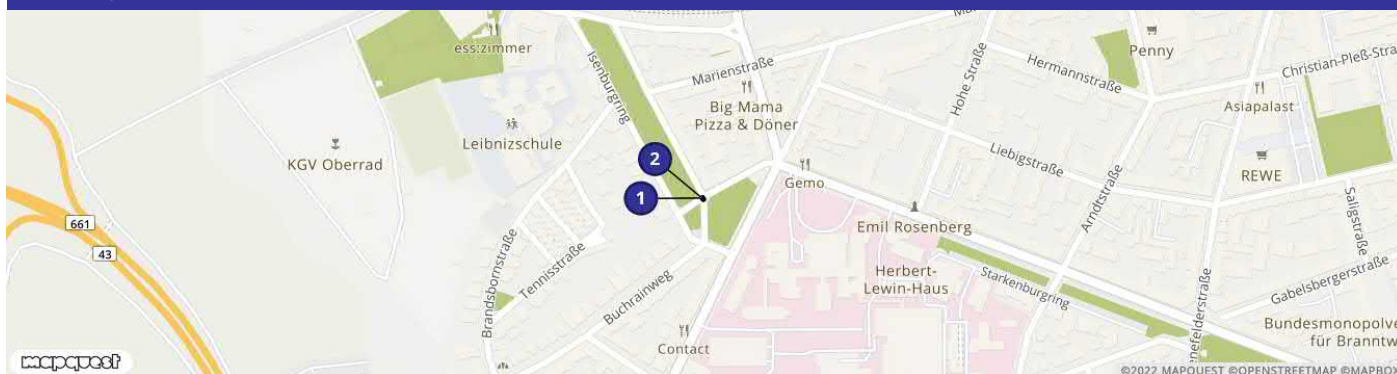 ess:zimmer
Isenburgring
Marienstraße
Big Mama
Pizza & Döner
Hohe Straße
Penny
Hermannstraße
Christian-Pleß-Stra
Asiapalast
Leibnizschule
KGV Oberrad
2
1
Liebigstraße
REWE
Gemo
661
43
Emil Rosenberg
Arndtstraße
Saligstraße
Brandsbornstraße
Tennisstraße
Buchrainweg
Herbert-
Lewin-Haus
Starkenburgring
enefelderstraße
Gabelsbergerstraße
Bundesmonopolve
für Branntw
Contact
mapquest
©2022 MAPQUEST ©OPENSTREETMAP ©MAPBO